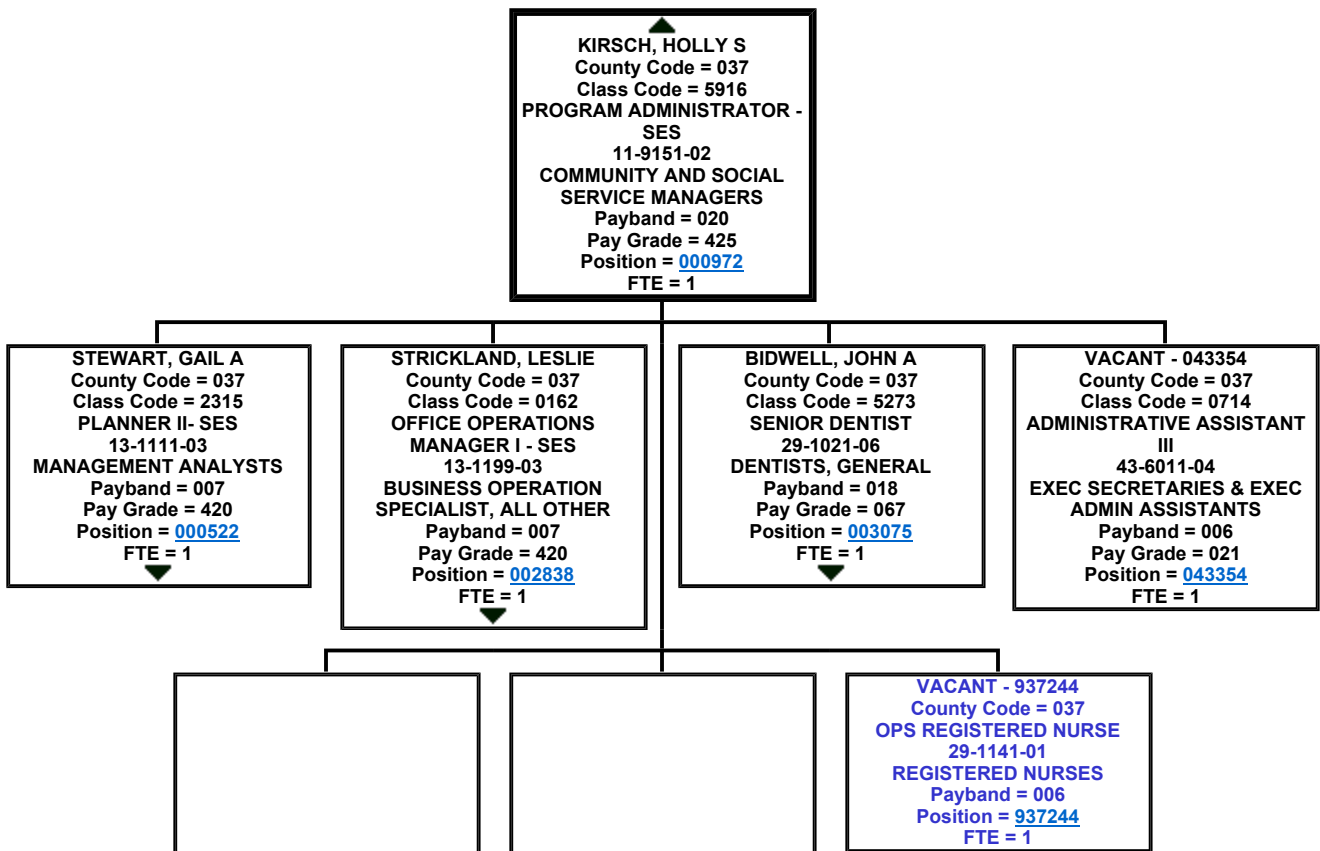 KIRSCH, HOLLY S
County Code = 037
Class Code = 5916
PROGRAM ADMINISTRATOR -
SES
11-9151-02
COMMUNITY AND SOCIAL
SERVICE MANAGERS
Payband = 020
Pay Grade = 425
Position = 000972
FTE = 1
STEWART, GAIL A
County Code = 037
Class Code = 2315
PLANNER II- SES
13-1111-03
MANAGEMENT ANALYSTS
Payband = 007
Pay Grade = 420
Position = 000522
FTE = 1
STRICKLAND, LESLIE
County Code = 037
Class Code = 0162
OFFICE OPERATIONS
MANAGER I - SES
13-1199-03
BUSINESS OPERATION
SPECIALIST, ALL OTHER
Payband = 007
Pay Grade = 420
Position = 002838
FTE = 1
BIDWELL, JOHN A
County Code = 037
Class Code = 5273
SENIOR DENTIST
29-1021-06
DENTISTS, GENERAL
Payband = 018
Pay Grade = 067
Position = 003075
FTE = 1
VACANT - 043354
County Code = 037
Class Code = 0714
ADMINISTRATIVE ASSISTANT
III
43-6011-04
EXEC SECRETARIES & EXEC
ADMIN ASSISTANTS
Payband = 006
Pay Grade = 021
Position = 043354
FTE = 1
VACANT - 937244
County Code = 037
OPS REGISTERED NURSE
29-1141-01
REGISTERED NURSES
Payband = 006
Position = 937244
FTE = 1